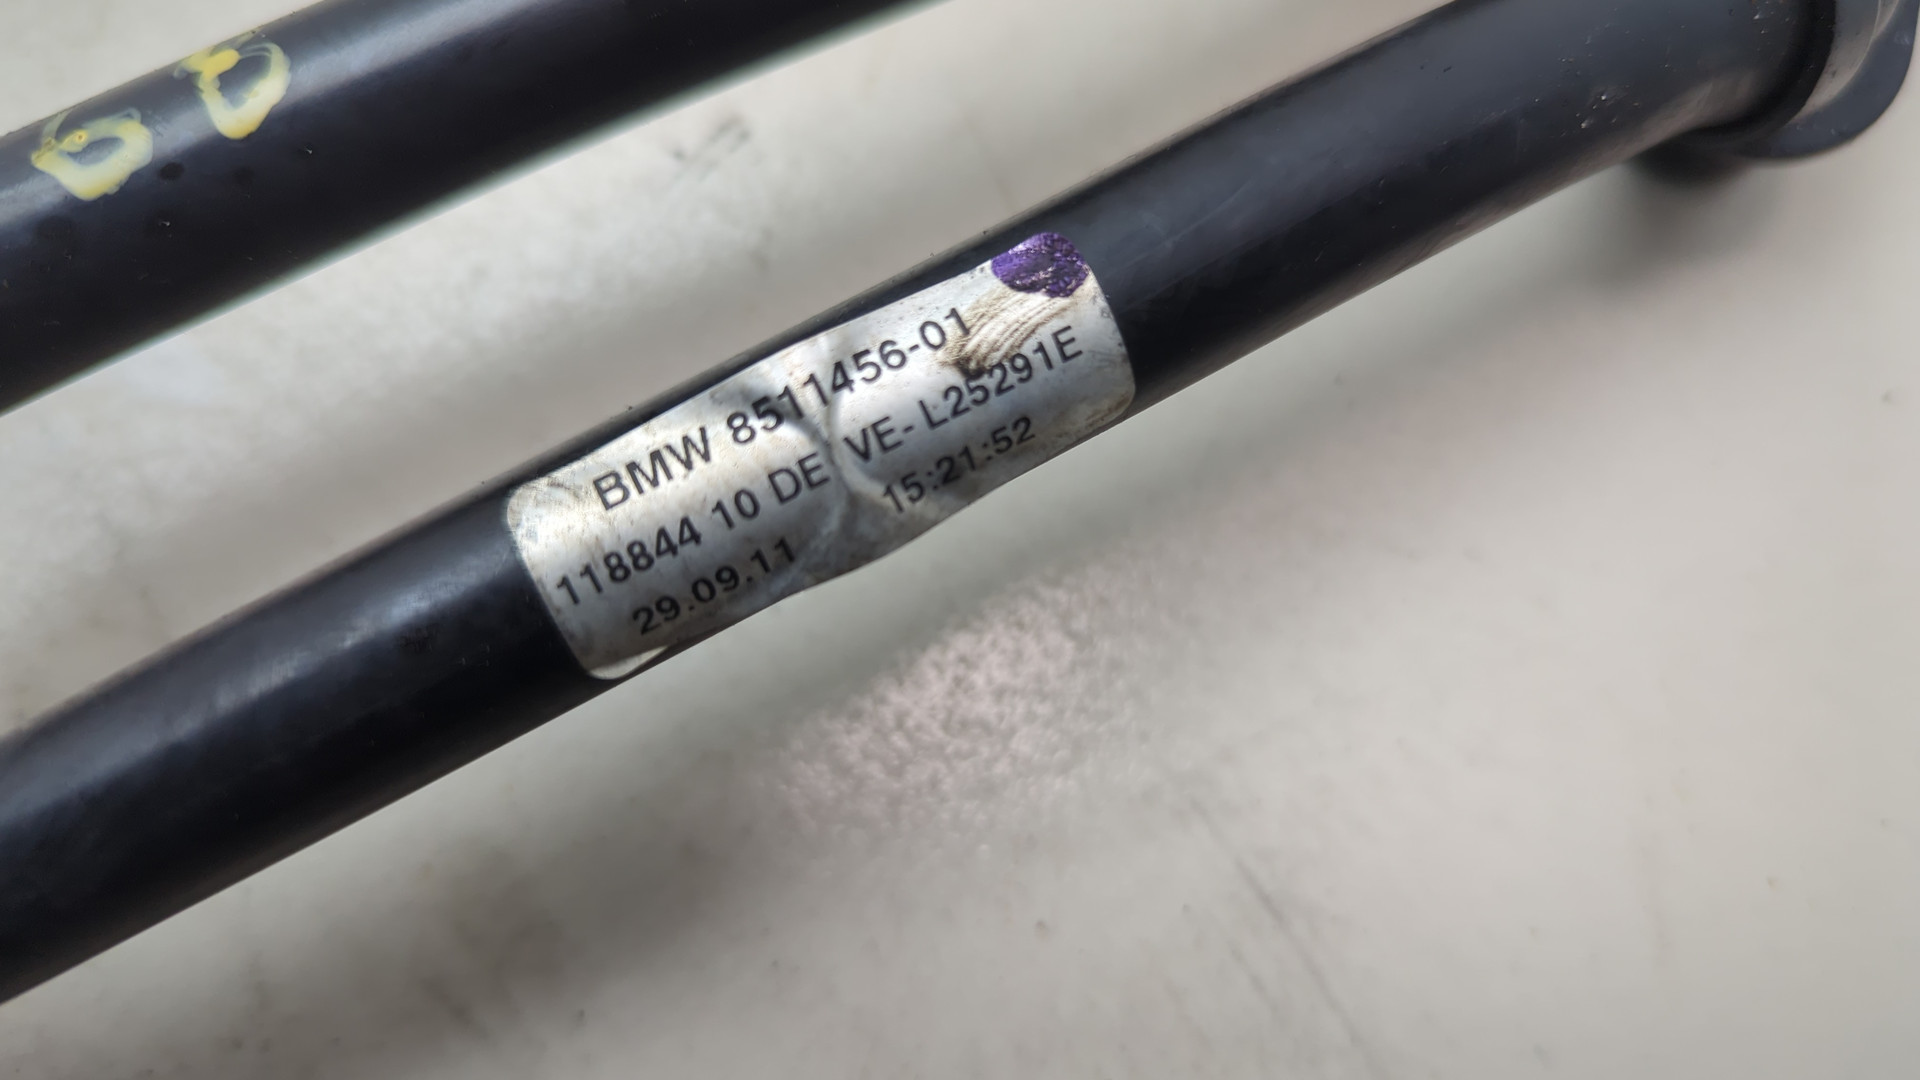 BMW 8511456-01
118844 10 DE VE- L25291E
29.09.11 15:21:52